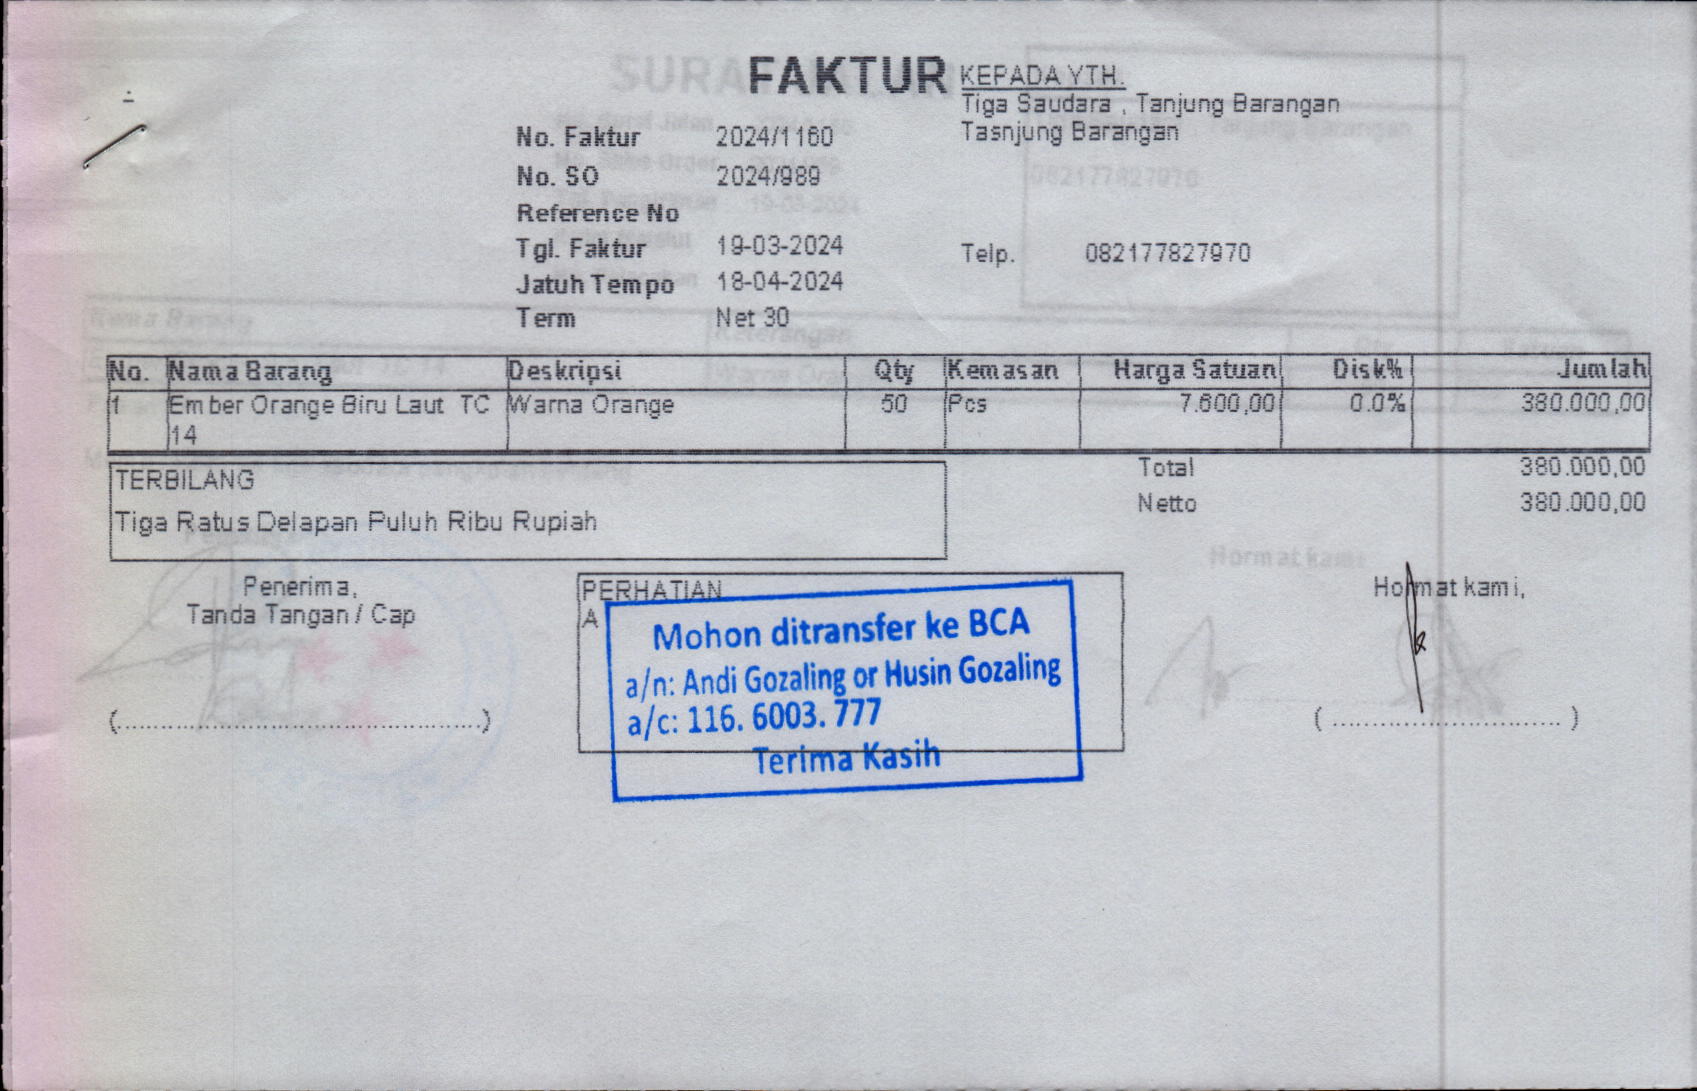 FAKTUR
KEPADA YTH.
Tiga Saudara , Tanjung Barangan
Tasnjung Barangan
No. Faktur 2024/1160
No. SO 2024/989
Reference No
Tgl. Faktur 19-03-2024
Telp. 082177827970
Jatuh Tempo 18-04-2024
Term Net 30
No. Nama Barang Deskripsi Qty Kemasan Harga Satuan Disk% Jumlah
1 Ember Orange Biru Laut TC Warna Orange 50 Pcs 7.600,00 0.0% 380.000,00
14
TERBILANG
Total 380.000,00
Netto 380.000,00
Tiga Ratus Delapan Puluh Ribu Rupiah
Penerima,
Tanda Tangan / Cap
PERHATIAN
A
Mohon ditransfer ke BCA
a/n: Andi Gozaling or Husin Gozaling
a/c: 116. 6003. 777
Terima Kasih
Hormat kami,